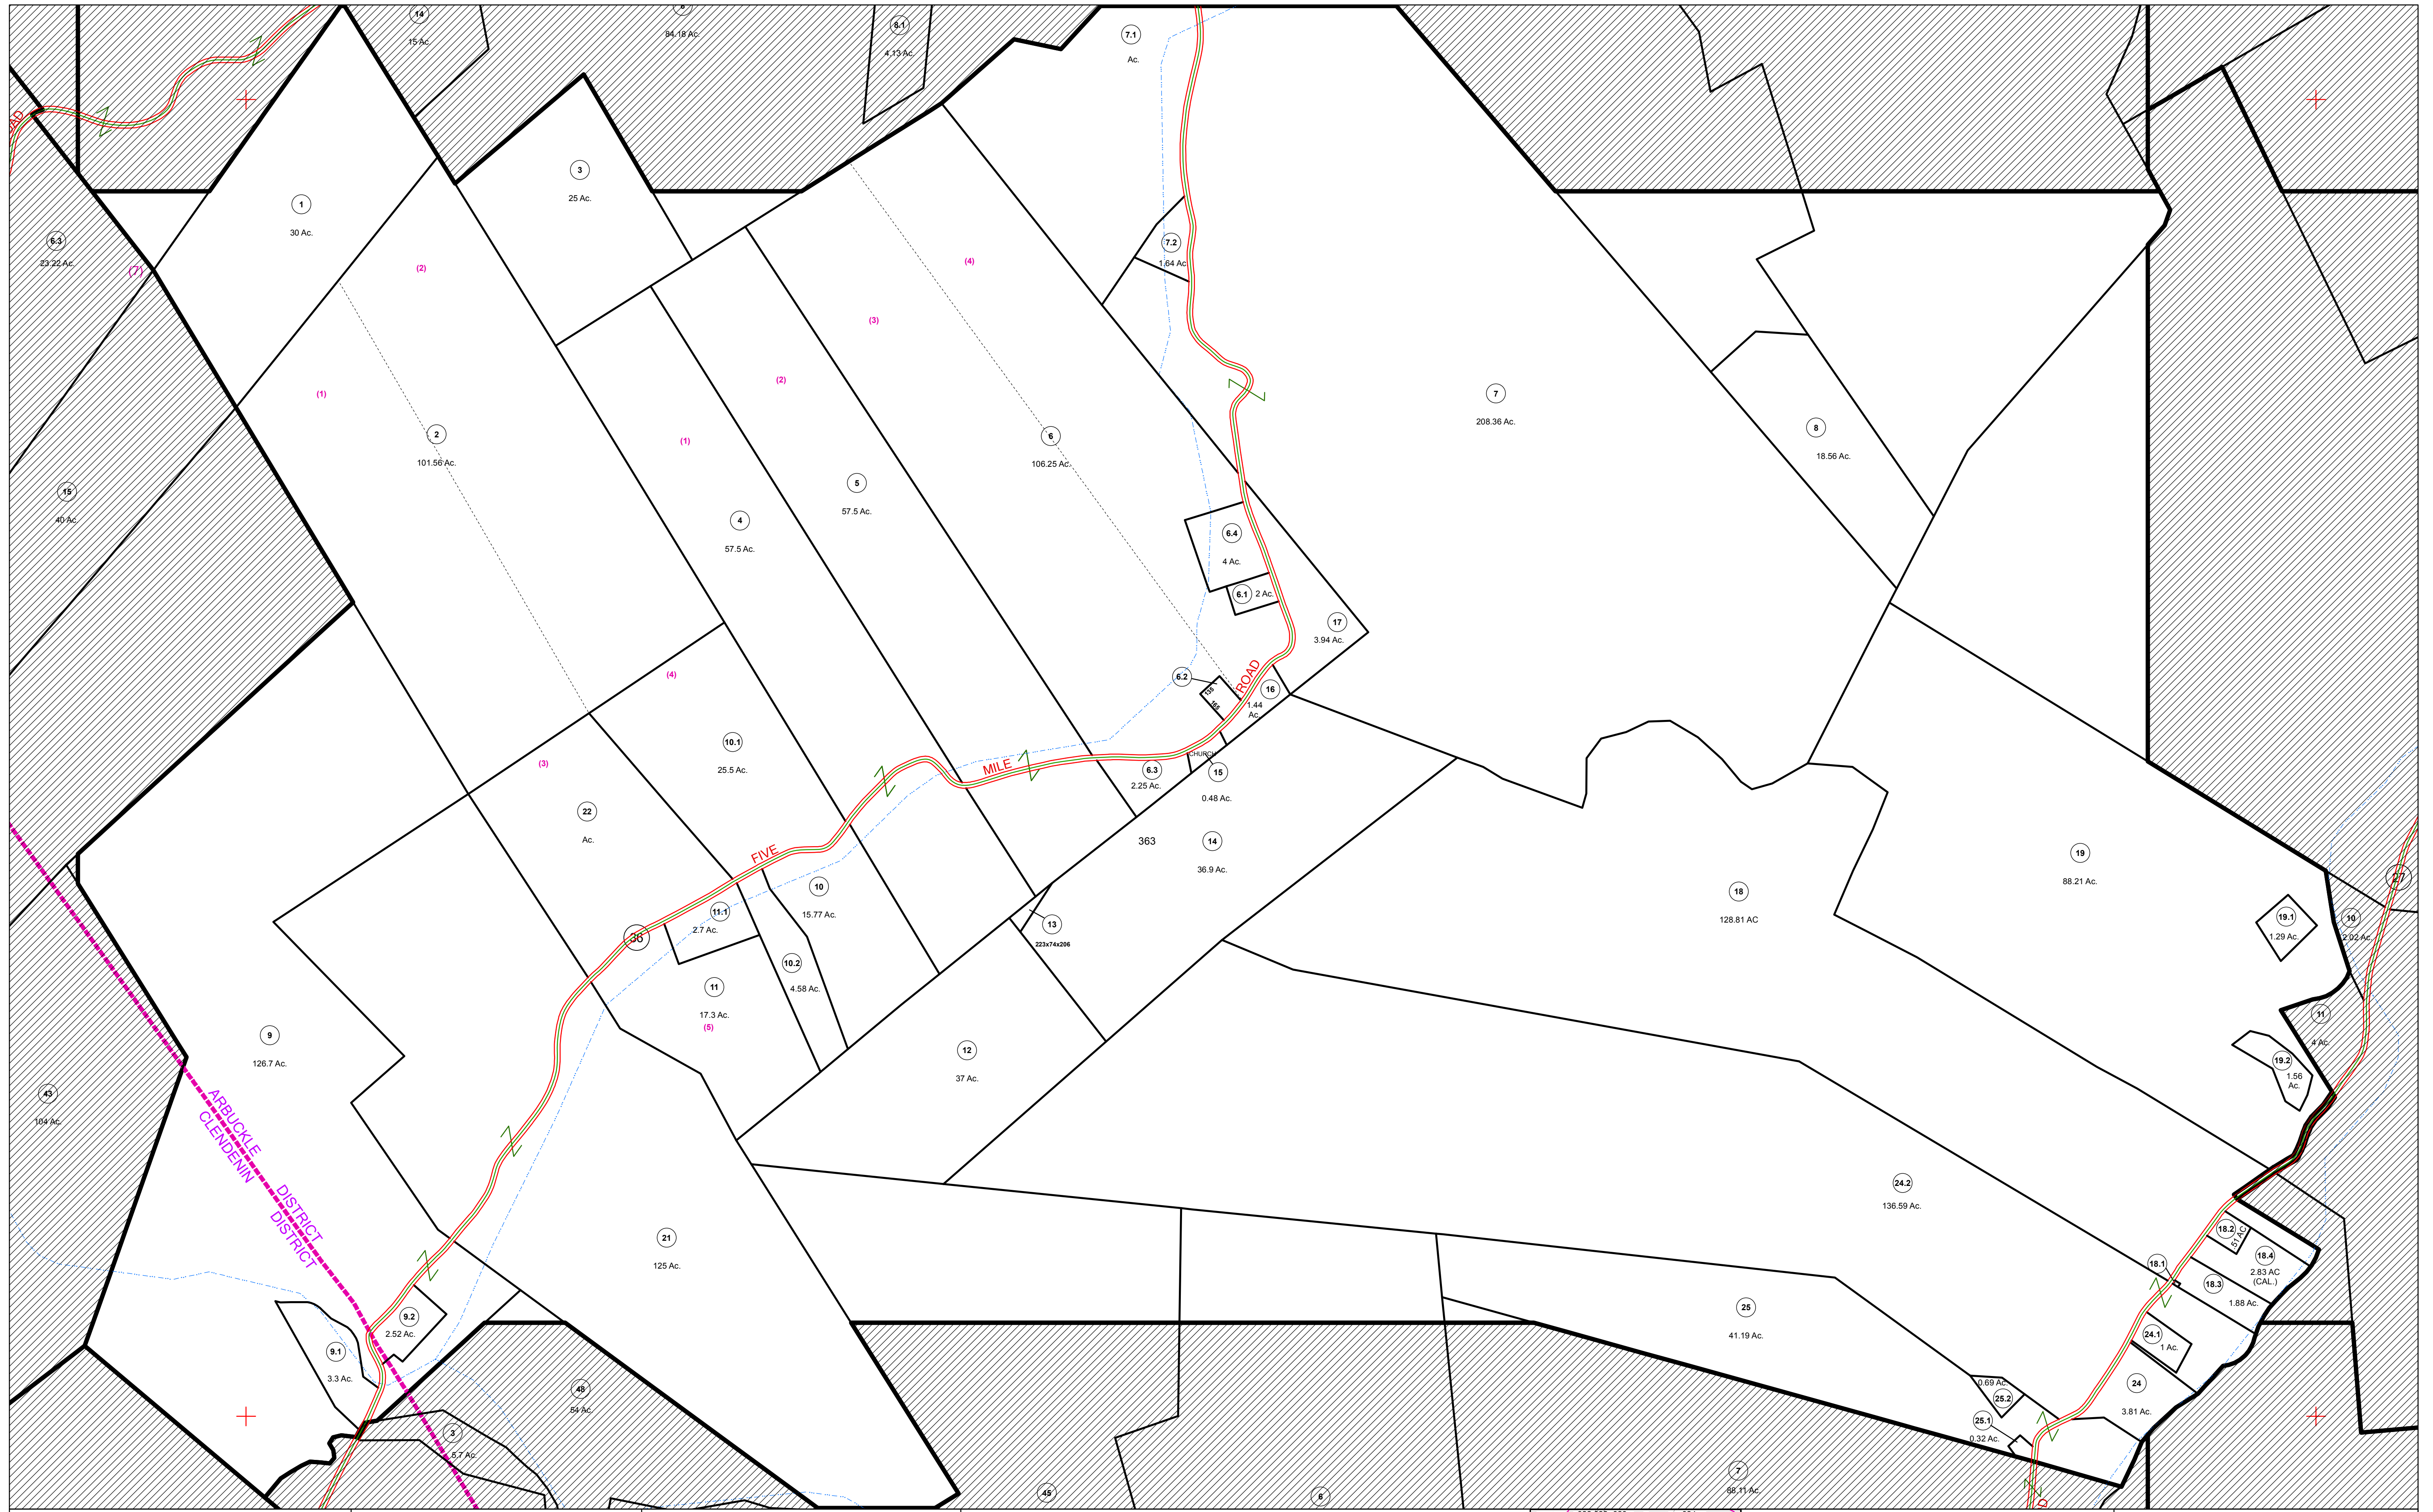 14
15 Ac.
84.18 Ac.
8.1
4.13 Ac.
7.1
Ac.
3
25 Ac.
1
30 Ac.
6.3
23.22 Ac.
(7)
(2)
(4)
7.2
1.64 Ac
(3)
(2)
(1)
(1)
7
208.36 Ac.
8
18.56 Ac.
2
101.56 Ac.
6
106.25 Ac.
5
57.5 Ac.
4
57.5 Ac.
15
40 Ac
6.4
4 Ac.
6.1
2 Ac.
17
3.94 Ac.
(4)
6.2
135
165
ROAD
16
1.44
Ac.
10.1
25.5 Ac.
(3)
CHURCH
MILE
6.3
2.25 Ac.
15
0.48 Ac.
22
Ac.
363
14
36.9 Ac.
FIVE
19
88.21 Ac.
27
10
15.77 Ac.
18
128.81 AC
11.1
2.7 Ac.
36
13
223x74x206
19.1
1.29 Ac.
10
2.02 Ac.
10.2
4.58 Ac.
11
17.3 Ac.
(5)
11
4 Ac.
9
126.7 Ac.
12
37 Ac.
19.2
1.56
Ac.
43
104 Ac.
ARBUCKLE
CLENDENIN
DISTRICT
DISTRICT
24.2
136.59 Ac.
18.2
.51 AC
21
125 Ac.
18.4
2.83 AC
(CAL.)
18.1
18.3
1.88 Ac.
25
41.19 Ac.
9.2
2.52 Ac.
24.1
1 Ac.
9.1
3.3 Ac.
48
54 Ac.
0.69 Ac.
25.2
24
3.81 Ac.
25.1
0.32 Ac.
3
5.7 Ac.
7
88.11 Ac.
45
6